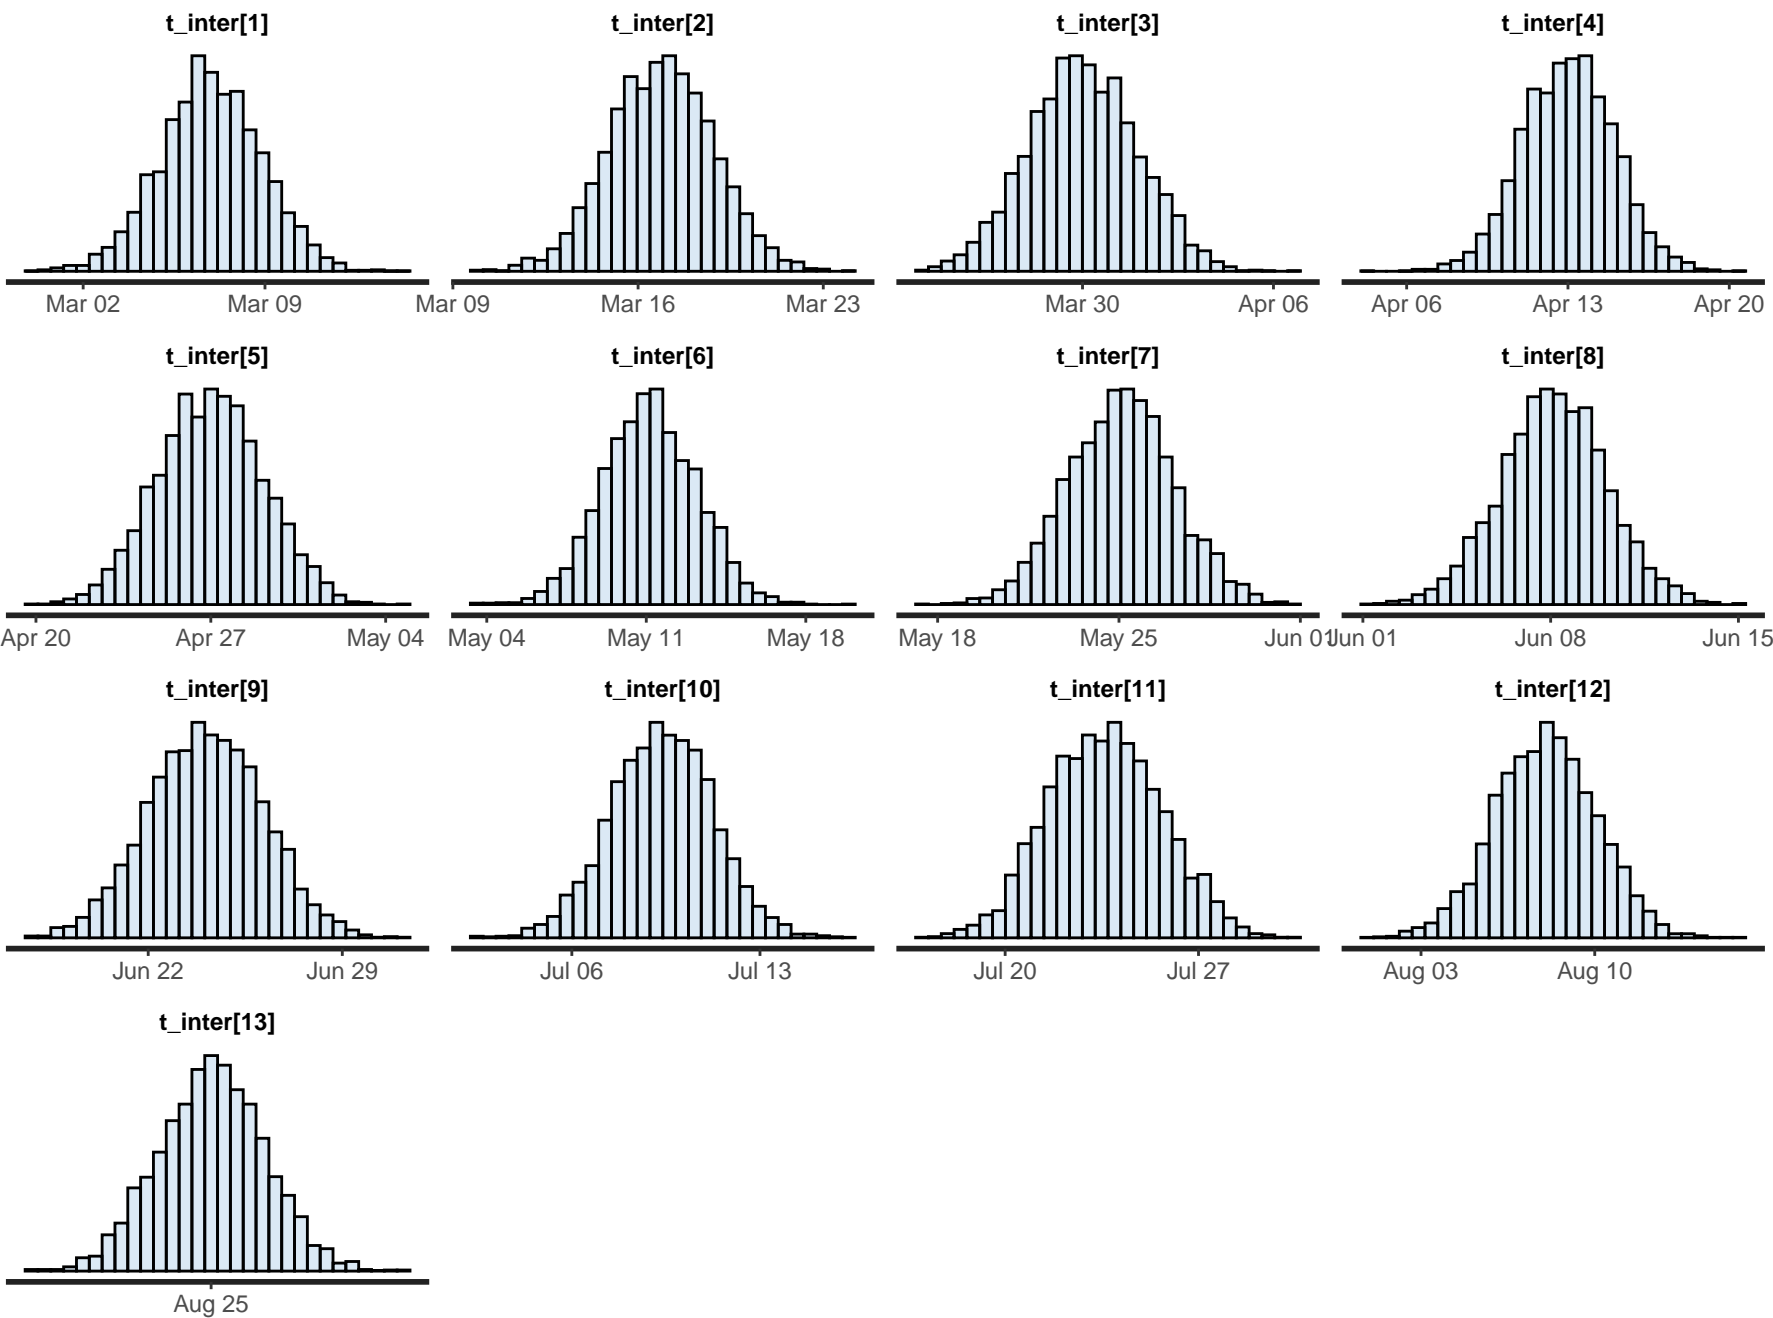 t_inter[1] t_inter[2] t_inter[3] t_inter[4]
Mar 02 Mar 09 Mar 09 Mar 16 Mar 23 Mar 30 Apr 06 Apr 06 Apr 13 Apr 20
t_inter[5] t_inter[6] t_inter[7] t_inter[8]
Apr 20 Apr 27 May 04 May 04 May 11 May 18 May 18 May 25 Jun 01 Jun 01 Jun 08 Jun 15
t_inter[9] t_inter[10] t_inter[11] t_inter[12]
Jun 22 Jun 29 Jul 06 Jul 13 Jul 20 Jul 27 Aug 03 Aug 10
t_inter[13]
Aug 25